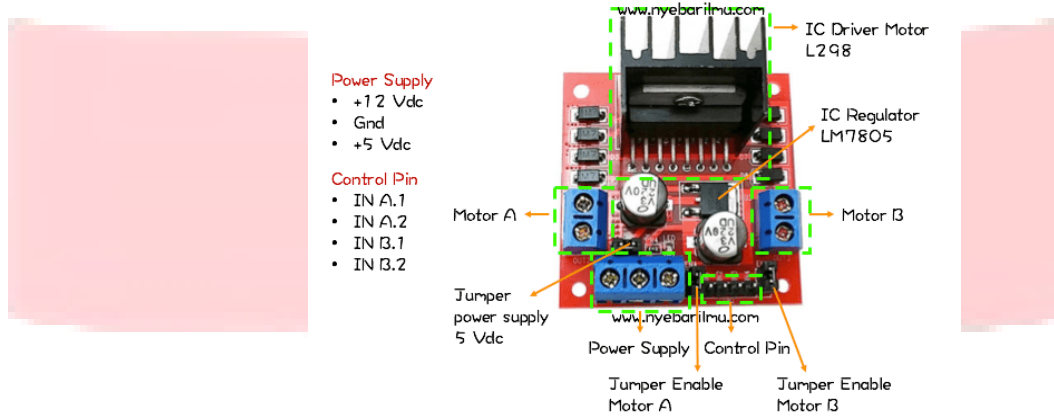 www.nyebarilmu.com
IC Driver Motor
L298
Power Supply
• +12 Vdc
• Gnd
• +5 Vdc
IC Regulator
LM7805
Control Pin
• IN A.1
• IN A.2
• IN B.1
• IN B.2
Motor A
Motor B
Jumper
power supply
5 Vdc
www.nyebarilmu.com
Power Supply
Control Pin
Jumper Enable
Motor A
Jumper Enable
Motor B